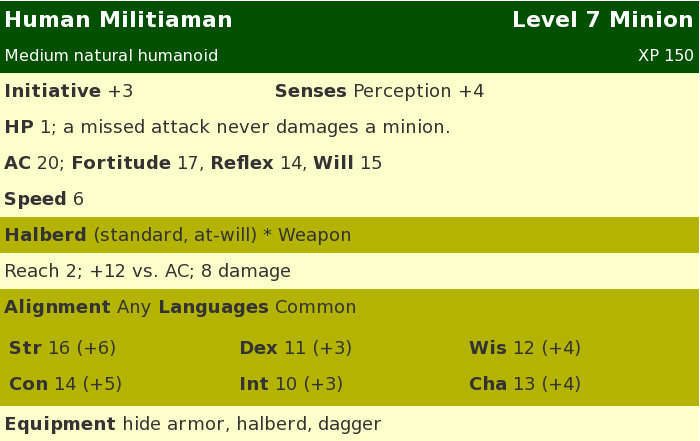 Human Militiaman Level 7 Minion
Medium natural humanoid XP 150
Initiative +3 Senses Perception +4
HP 1; a missed attack never damages a minion.
AC 20; Fortitude 17, Reflex 14, Will 15
Speed 6
Halberd (standard, at-will) * Weapon
Reach 2; +12 vs. AC; 8 damage
Alignment Any Languages Common
Str 16 (+6) Dex 11 (+3) Wis 12 (+4)
Con 14 (+5) Int 10 (+3) Cha 13 (+4)
Equipment hide armor, halberd, dagger